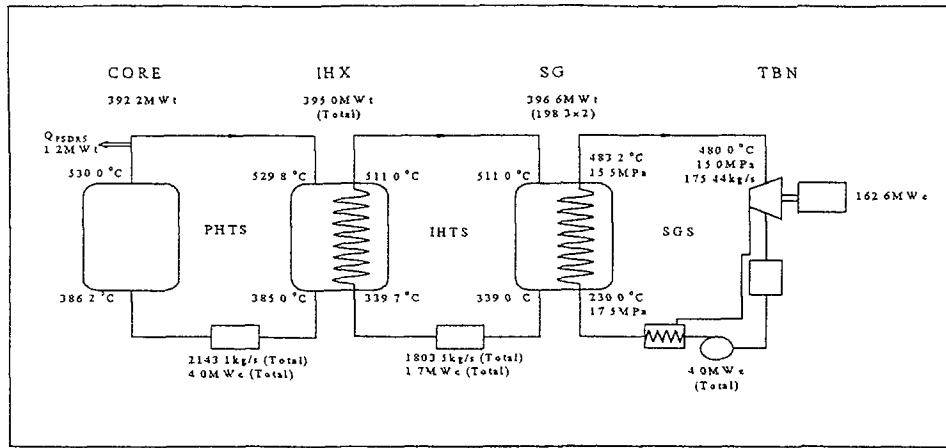 CORE IHX SG TBN
392.2MWt 395.0MWt 396.6MWt
(Total) (198.3x2)
QPSDRS
1.2MWt
530.0°C 529.8°C 511.0°C 511.0°C 483.2°C 480.0°C
15.5MPa 15.0MPa
175.44kg/s
162.6MWe
PHTS IHTS SGS
386.2°C 385.0°C 339.7°C 339.0°C 230.0°C
17.5MPa
2143.1kg/s (Total) 1803.5kg/s (Total)
4.0MWe (Total) 1.7MWe (Total) 4.0MWe
(Total)